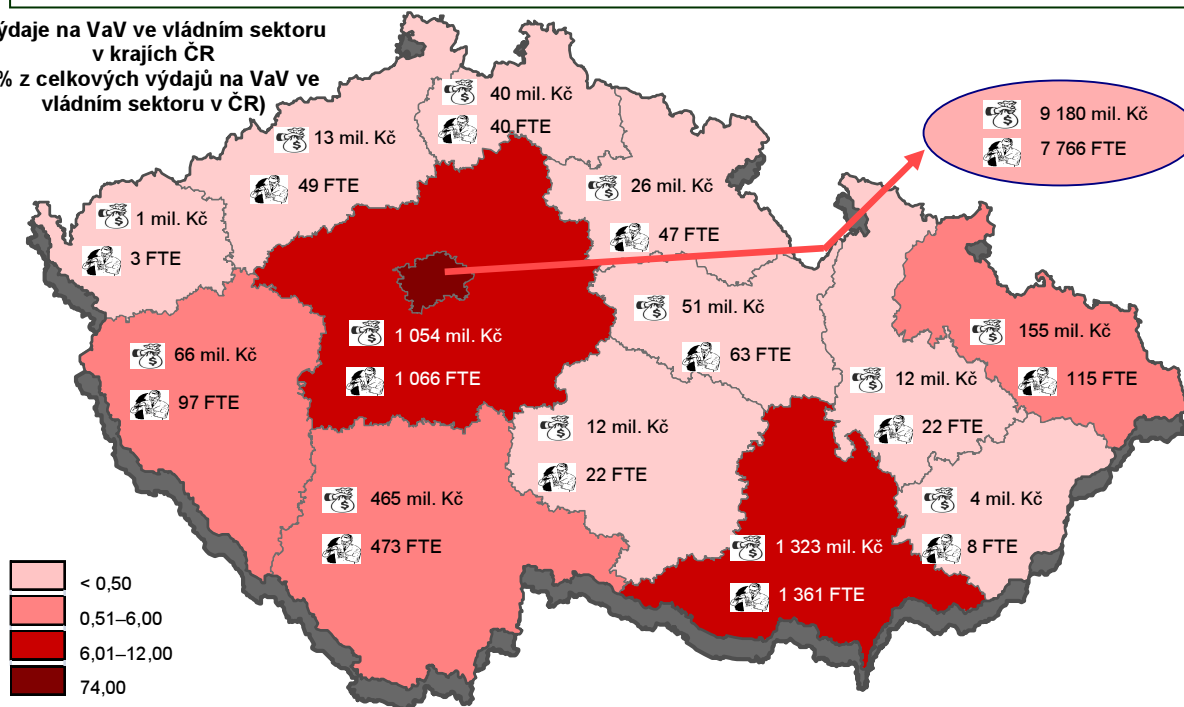 ýdaje na VaV ve vládním sektoru
v krajích ČR
% z celkových výdajů na VaV ve
vládním sektoru v ČR)
40 mil. Kč
40 FTE
9 180 mil. Kč
7 766 FTE
13 mil. Kč
49 FTE
26 mil. Kč
47 FTE
1 mil. Kč
3 FTE
51 mil. Kč
63 FTE
155 mil. Kč
115 FTE
1 054 mil. Kč
1 066 FTE
66 mil. Kč
97 FTE
12 mil. Kč
22 FTE
12 mil. Kč
22 FTE
465 mil. Kč
473 FTE
4 mil. Kč
8 FTE
1 323 mil. Kč
1 361 FTE
< 0,50
0,51–6,00
6,01–12,00
74,00